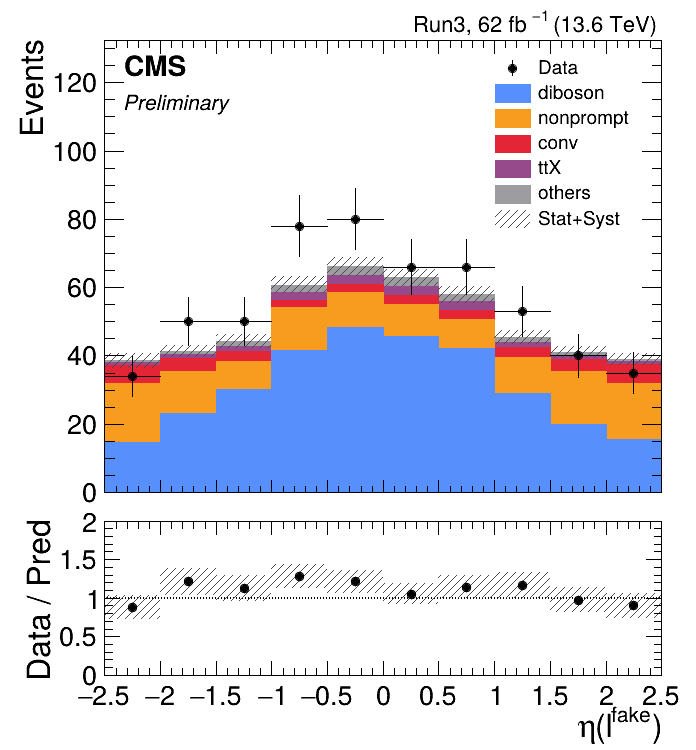 Run3, 62 fb⁻¹ (13.6 TeV)
CMS
Preliminary
Events
120
100
80
60
40
20
0
Data
diboson
nonprompt
conv
ttX
others
Stat+Syst
Data / Pred
2
1.5
1
0.5
0
−2.5 −2 −1.5 −1 −0.5 0 0.5 1 1.5 2 2.5
η(l^fake)